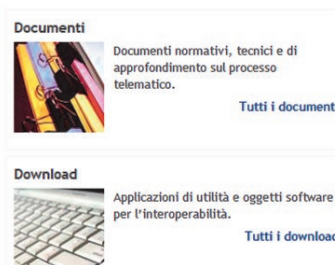 Documenti
Documenti normativi, tecnici e di
approfondimento sul processo
telematico.
Tutti i document
Download
Applicazioni di utilità e oggetti software
per l'interoperabilità.
Tutti i download